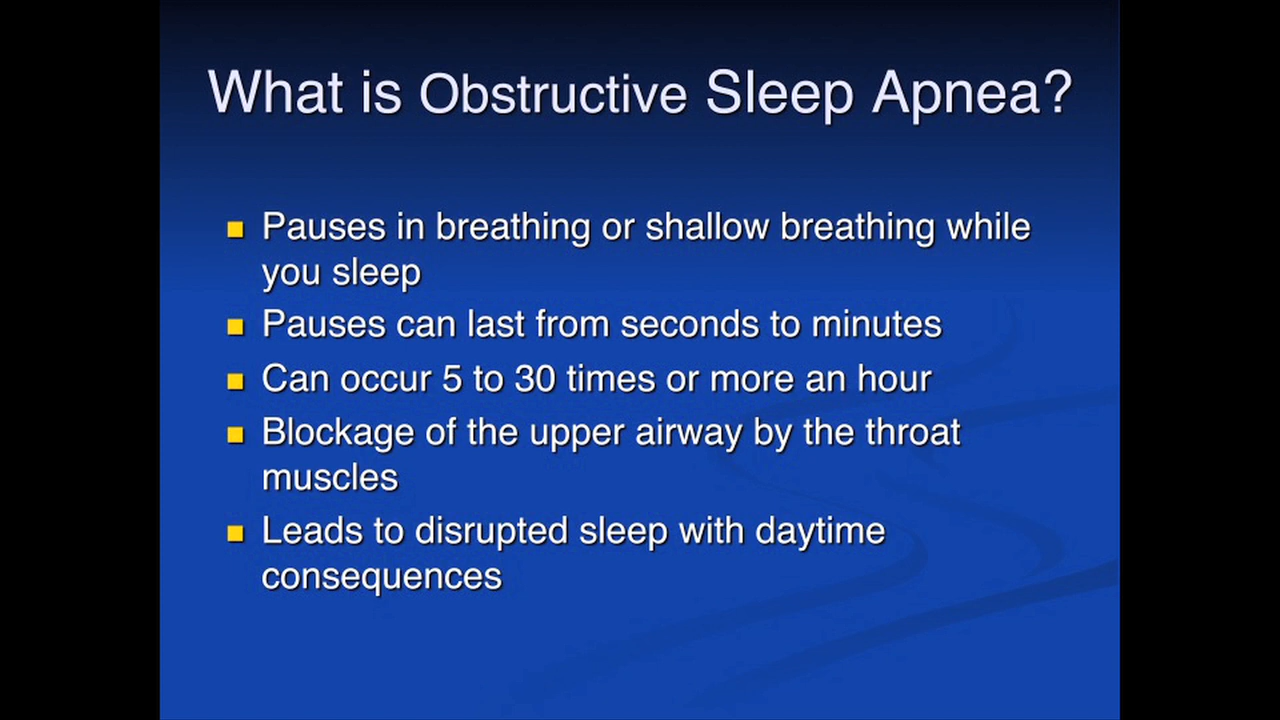 What is Obstructive Sleep Apnea?
Pauses in breathing or shallow breathing while
you sleep
Pauses can last from seconds to minutes
Can occur 5 to 30 times or more an hour
Blockage of the upper airway by the throat
muscles
Leads to disrupted sleep with daytime
consequences